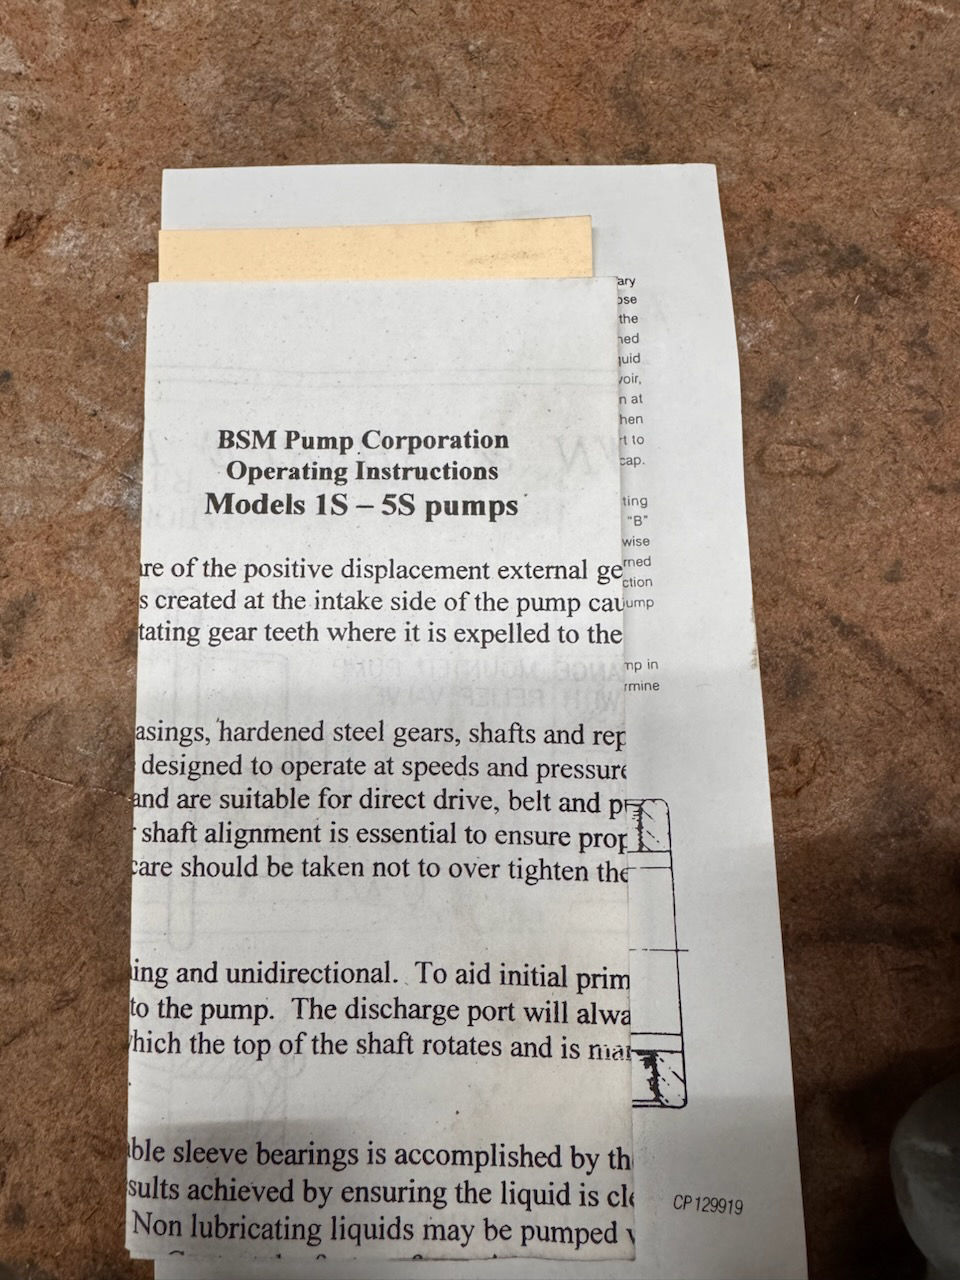 BSM Pump Corporation
Operating Instructions
Models 1S – 5S pumps
re of the positive displacement external ge
s created at the intake side of the pump cau
tating gear teeth where it is expelled to the
asings, hardened steel gears, shafts and rep
designed to operate at speeds and pressure
and are suitable for direct drive, belt and p
shaft alignment is essential to ensure prop
care should be taken not to over tighten the
ing and unidirectional. To aid initial prim
to the pump. The discharge port will alwa
hich the top of the shaft rotates and is mar
ble sleeve bearings is accomplished by th
sults achieved by ensuring the liquid is cle
Non lubricating liquids may be pumped
ary
ose
the
ned
quid
voir,
n at
hen
rt to
cap.
ting
"B"
wise
rned
ction
ump
mp in
rmine
CP 129919